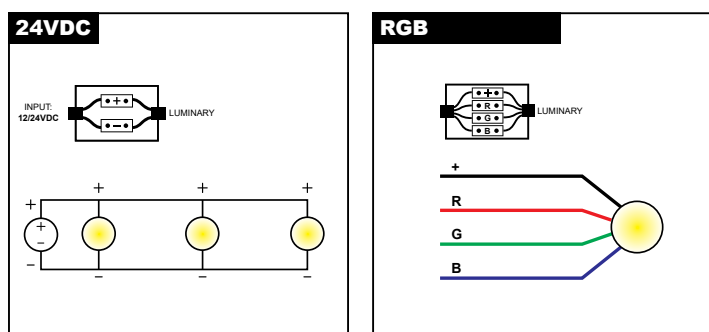 24VDC
+
−
INPUT:
12/24VDC
LUMINARY
+ + + +
+
−
− − − −
RGB
+
R
G
B
LUMINARY
+
R
G
B